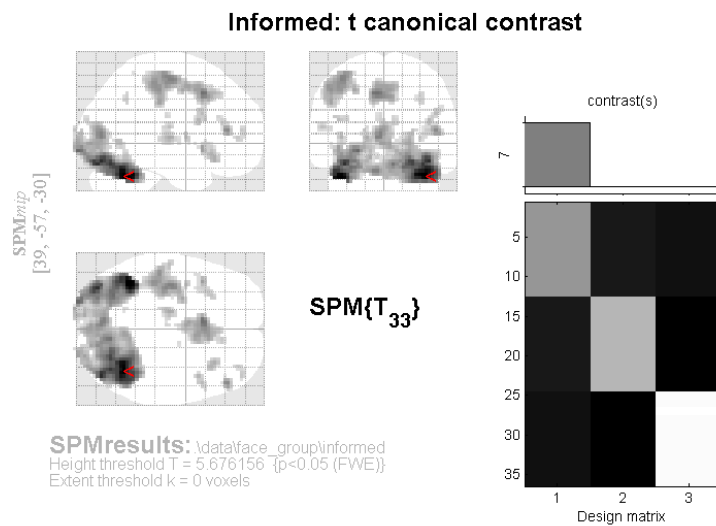 Informed: t canonical contrast
SPMmip
[39, -57, -30]
<
<
<
SPM{T33}
SPMresults: .\data\face_group\informed
Height threshold T = 5.676156 {p<0.05 (FWE)}
Extent threshold k = 0 voxels
contrast(s)
7
5
10
15
20
25
30
35
1 2 3
Design matrix